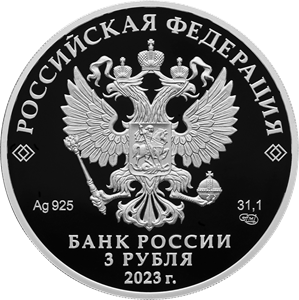 РОССИЙСКАЯ ФЕДЕРАЦИЯ
Ag 925
31,1
БАНК РОССИИ
3 РУБЛЯ
2023 г.